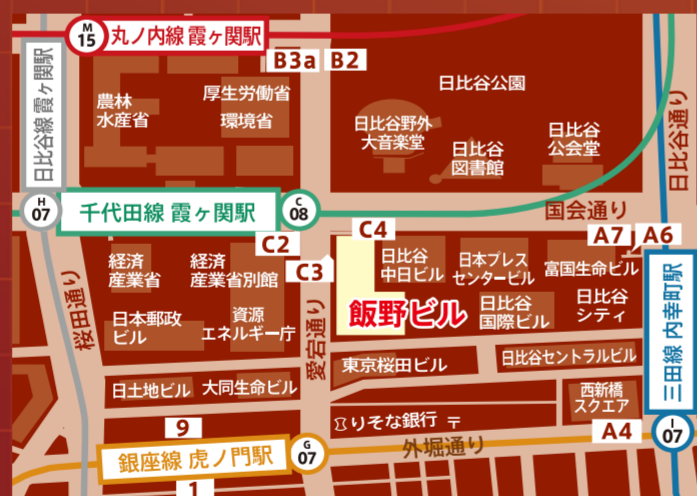 M
15
丸ノ内線 霞ヶ関駅
B3a
B2
日比谷線 霞ヶ関駅
農林
水産省
厚生労働省
環境省
日比谷公園
日比谷野外
大音楽堂
日比谷
図書館
日比谷
公会堂
日比谷通り
H
07
千代田線 霞ヶ関駅
C
08
国会通り
C2
C3
C4
A7
A6
経済
産業省
経済
産業省別館
日比谷
中日ビル
日本プレス
センタービル
富国生命ビル
桜田通り
日本郵政
ビル
資源
エネルギー庁
愛宕通り
飯野ビル
日比谷
国際ビル
日比谷
シティ
三田線 内幸町駅
東京桜田ビル
日比谷セントラルビル
日土地ビル
大同生命ビル
西新橋
スクエア
りそな銀行 〒
9
外堀通り
A4
I
07
銀座線 虎ノ門駅
G
07
1